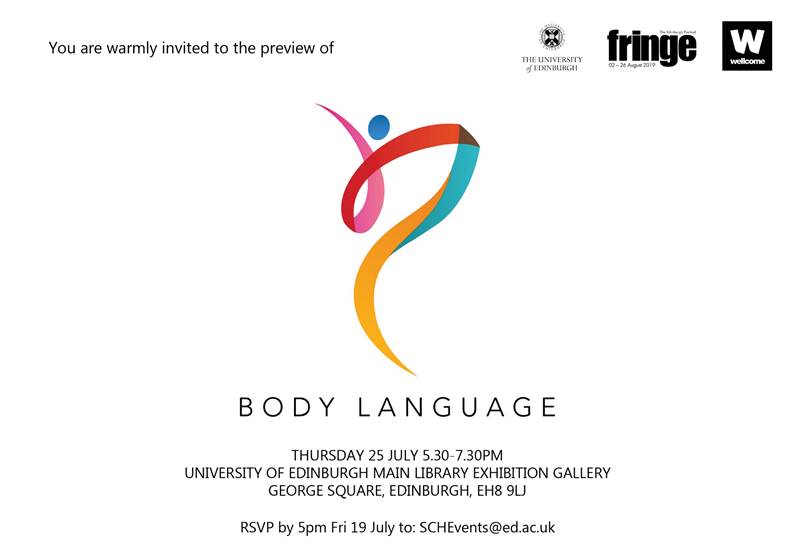 You are warmly invited to the preview of
THE UNIVERSITY
of EDINBURGH
The Edinburgh Festival
fringe
02 – 26 August 2019
W
wellcome
BODY LANGUAGE
THURSDAY 25 JULY 5.30-7.30PM
UNIVERSITY OF EDINBURGH MAIN LIBRARY EXHIBITION GALLERY
GEORGE SQUARE, EDINBURGH, EH8 9LJ
RSVP by 5pm Fri 19 July to: SCHEvents@ed.ac.uk